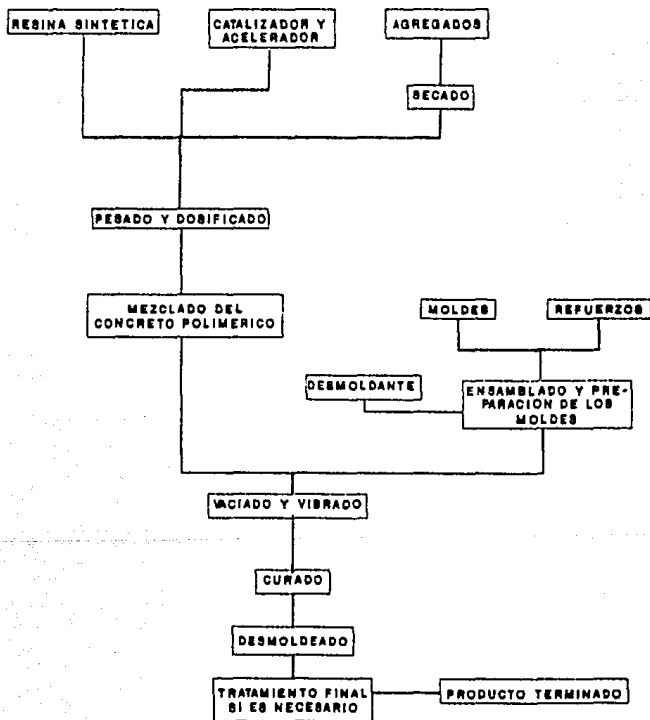 RESINA SINTETICA
CATALIZADOR Y
ACELERADOR
AGREGADOS
SECADO
PESADO Y DOSIFICADO
MEZCLADO DEL
CONCRETO POLIMERICO
MOLDES
REFUERZOS
DESMOLDANTE
ENSAMBLADO Y PRE-
PARACION DE LOS
MOLDES
VACIADO Y VIBRADO
CURADO
DESMOLDEADO
TRATAMIENTO FINAL
SI ES NECESARIO
PRODUCTO TERMINADO